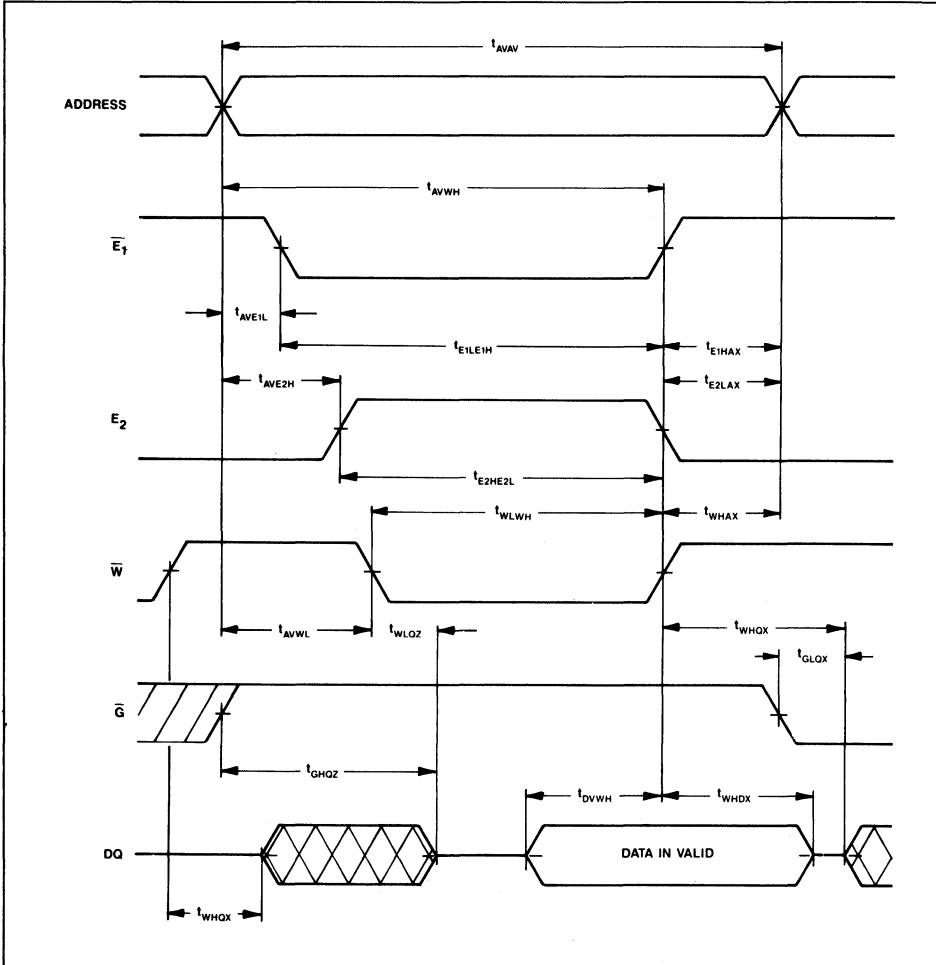 tAVAV
ADDRESS
tAVWH
E1
tAVE1L
tE1LE1H
tE1HAX
tAVE2H
tE2LAX
E2
tE2HE2L
tWLWH
tWHAX
W
tAVWL
tWLQZ
tWHQX
tGLQX
G
tGHQZ
tDVWH
tWHDX
DQ
DATA IN VALID
tWHQX